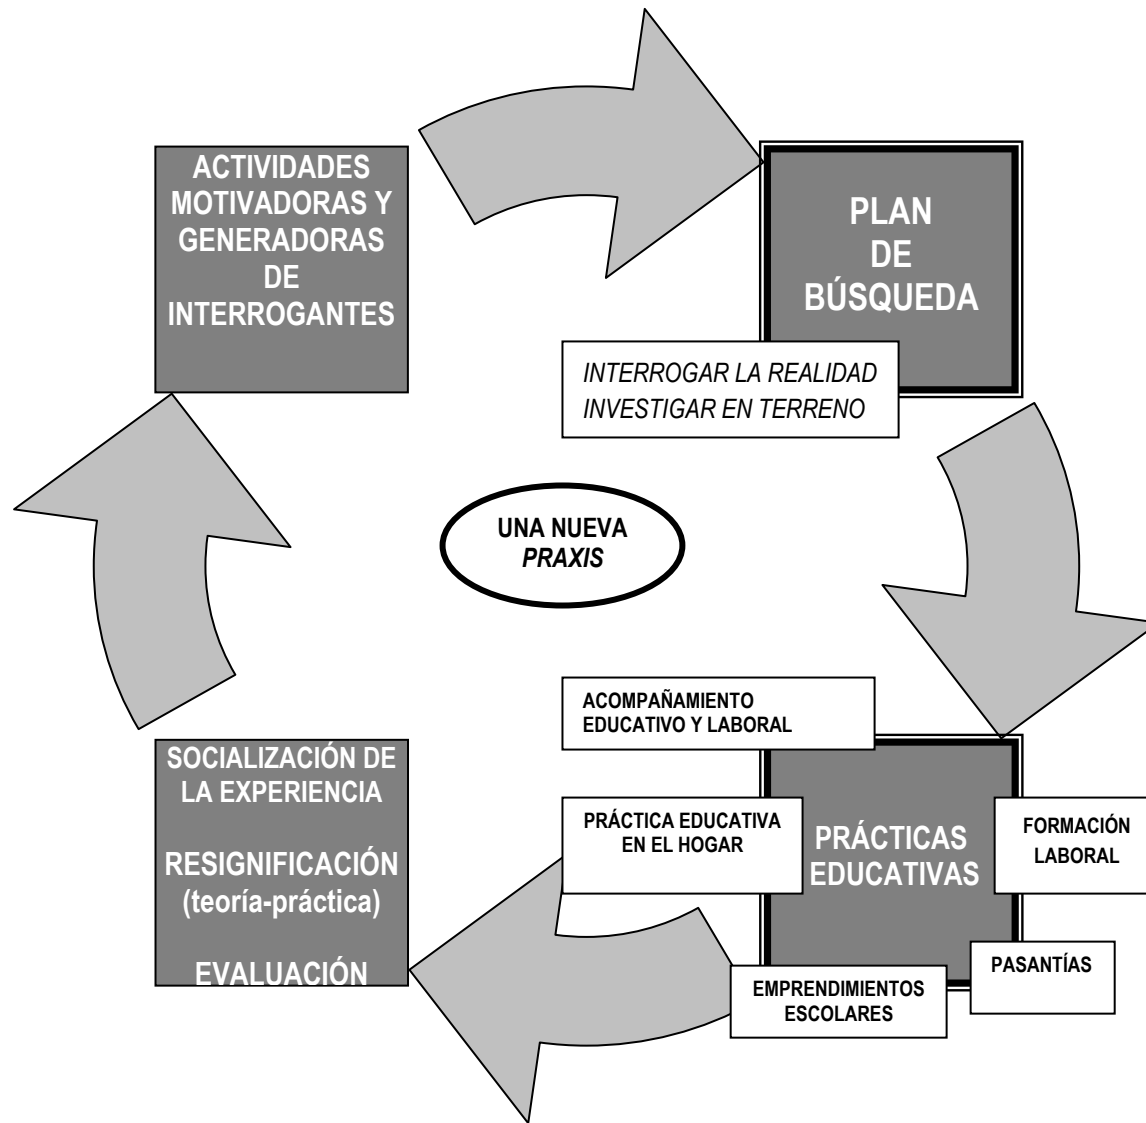 ACTIVIDADES
MOTIVADORAS Y
GENERADORAS
DE
INTERROGANTES
PLAN
DE
BÚSQUEDA
INTERROGAR LA REALIDAD
INVESTIGAR EN TERRENO
UNA NUEVA
PRAXIS
ACOMPAÑAMIENTO
EDUCATIVO Y LABORAL
PRÁCTICA EDUCATIVA
EN EL HOGAR
PRÁCTICAS
EDUCATIVAS
FORMACIÓN
LABORAL
PASANTÍAS
EMPRENDIMIENTOS
ESCOLARES
SOCIALIZACIÓN DE
LA EXPERIENCIA
RESIGNIFICACIÓN
(teoría-práctica)
EVALUACIÓN